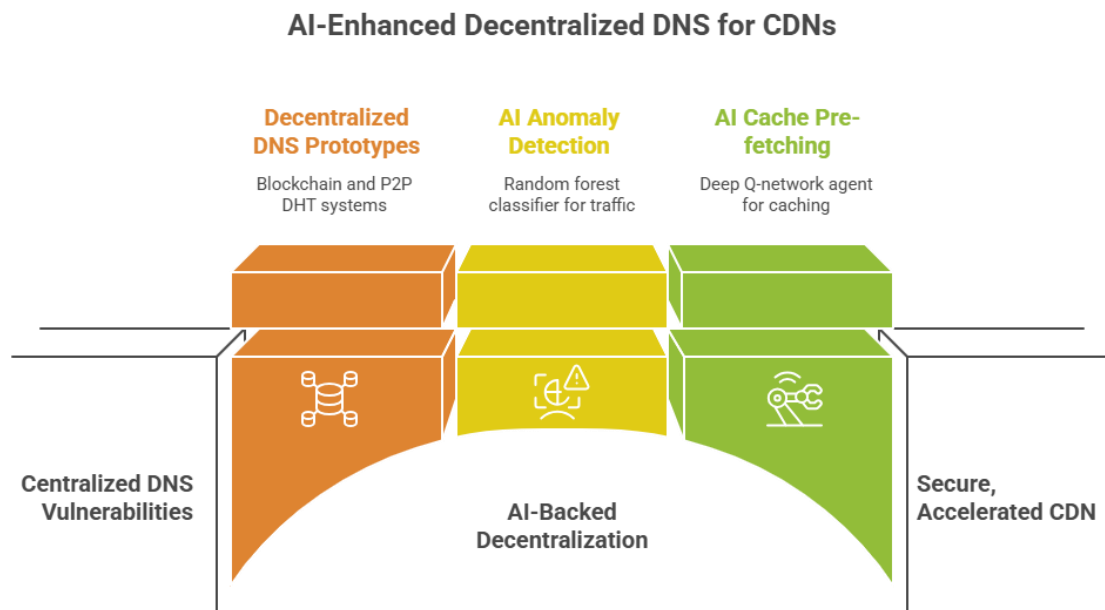 AI-Enhanced Decentralized DNS for CDNs
Decentralized
DNS Prototypes
Blockchain and P2P
DHT systems
AI Anomaly
Detection
Random forest
classifier for traffic
AI Cache Pre-
fetching
Deep Q-network agent
for caching
Centralized DNS
Vulnerabilities
AI-Backed
Decentralization
Secure,
Accelerated CDN